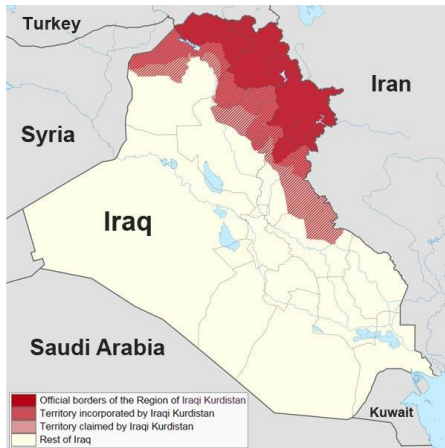 Turkey
Iran
Syria
Iraq
Saudi Arabia
Kuwait
Official borders of the Region of Iraqi Kurdistan
Territory incorporated by Iraqi Kurdistan
Territory claimed by Iraqi Kurdistan
Rest of Iraq